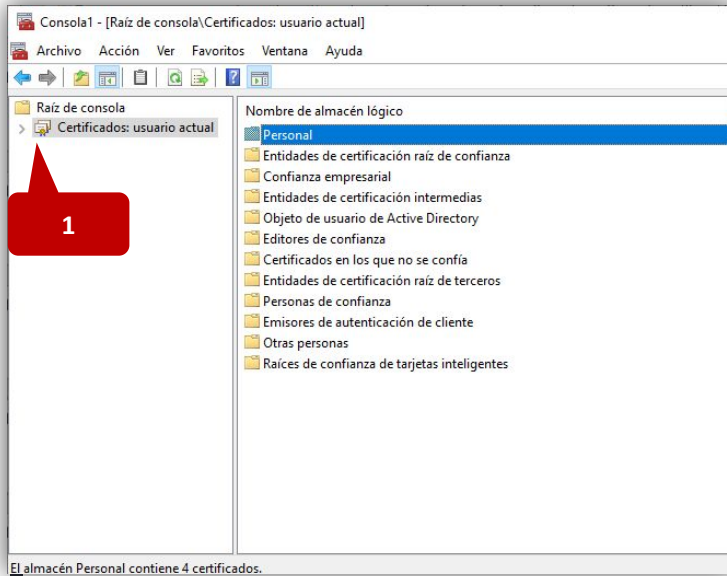 Consola1 - [Raíz de consola\Certificados: usuario actual]
Archivo Acción Ver Favoritos Ventana Ayuda
Raíz de consola
Certificados: usuario actual
1
Nombre de almacén lógico
Personal
Entidades de certificación raíz de confianza
Confianza empresarial
Entidades de certificación intermedias
Objeto de usuario de Active Directory
Editores de confianza
Certificados en los que no se confía
Entidades de certificación raíz de terceros
Personas de confianza
Emisores de autenticación de cliente
Otras personas
Raíces de confianza de tarjetas inteligentes
El almacén Personal contiene 4 certificados.